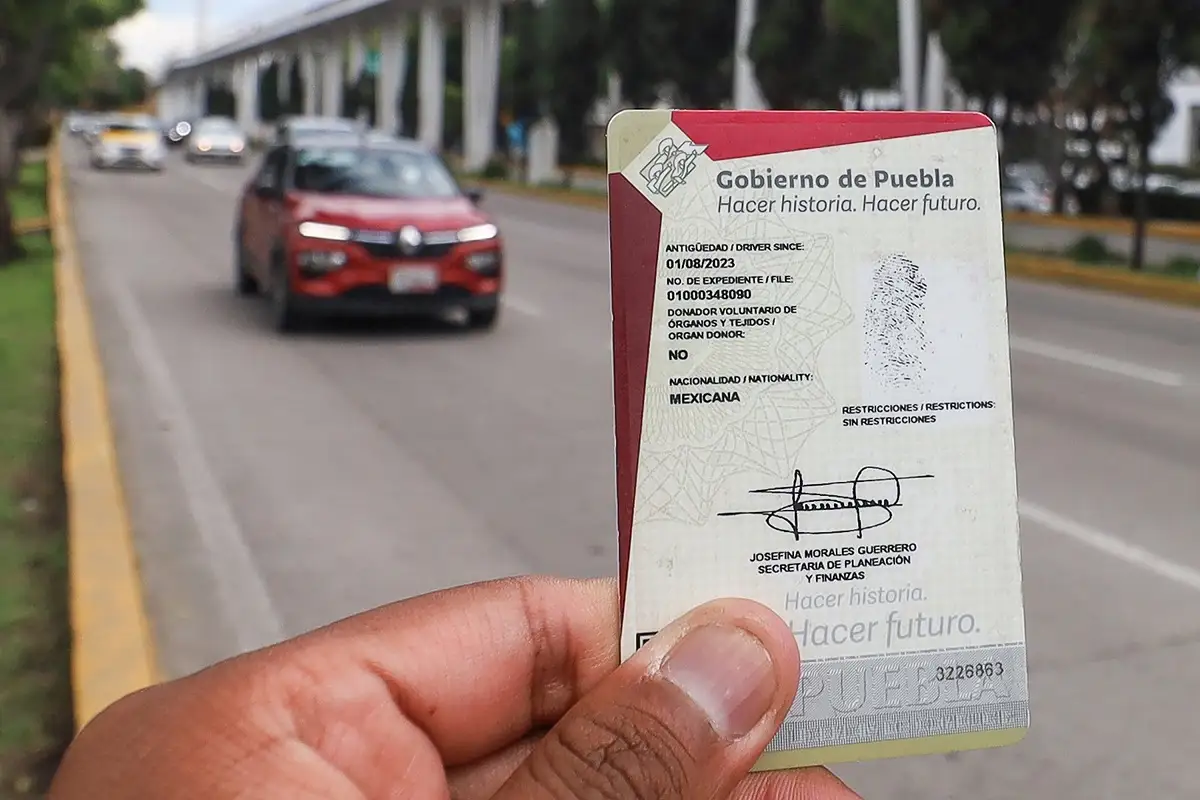 Gobierno de Puebla
Hacer historia. Hacer futuro.
ANTIGÜEDAD / DRIVER SINCE:
01/08/2023
NO. DE EXPEDIENTE / FILE:
01000348090
DONADOR VOLUNTARIO DE
ÓRGANOS Y TEJIDOS /
ORGAN DONOR:
NO
NACIONALIDAD / NATIONALITY:
MEXICANA
RESTRICCIONES / RESTRICTIONS:
SIN RESTRICCIONES
JOSEFINA MORALES GUERRERO
SECRETARIA DE PLANEACIÓN
Y FINANZAS
Hacer historia.
Hacer futuro.
3226863
PUEBLA